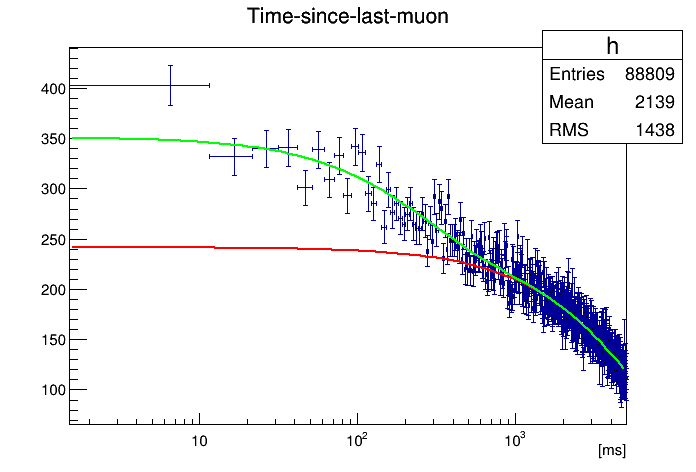 Time-since-last-muon
h
Entries 88809
Mean 2139
RMS 1438
400
350
300
250
200
150
100
10
10²
10³
[ms]